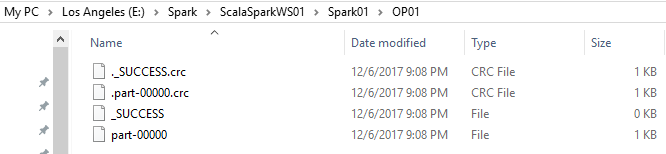 My PC > Los Angeles (E:) > Spark > ScalaSparkWS01 > Spark01 > OP01
Name Date modified Type Size
._SUCCESS.crc 12/6/2017 9:08 PM CRC File 1 KB
.part-00000.crc 12/6/2017 9:08 PM CRC File 1 KB
_SUCCESS 12/6/2017 9:08 PM File 0 KB
part-00000 12/6/2017 9:08 PM File 1 KB